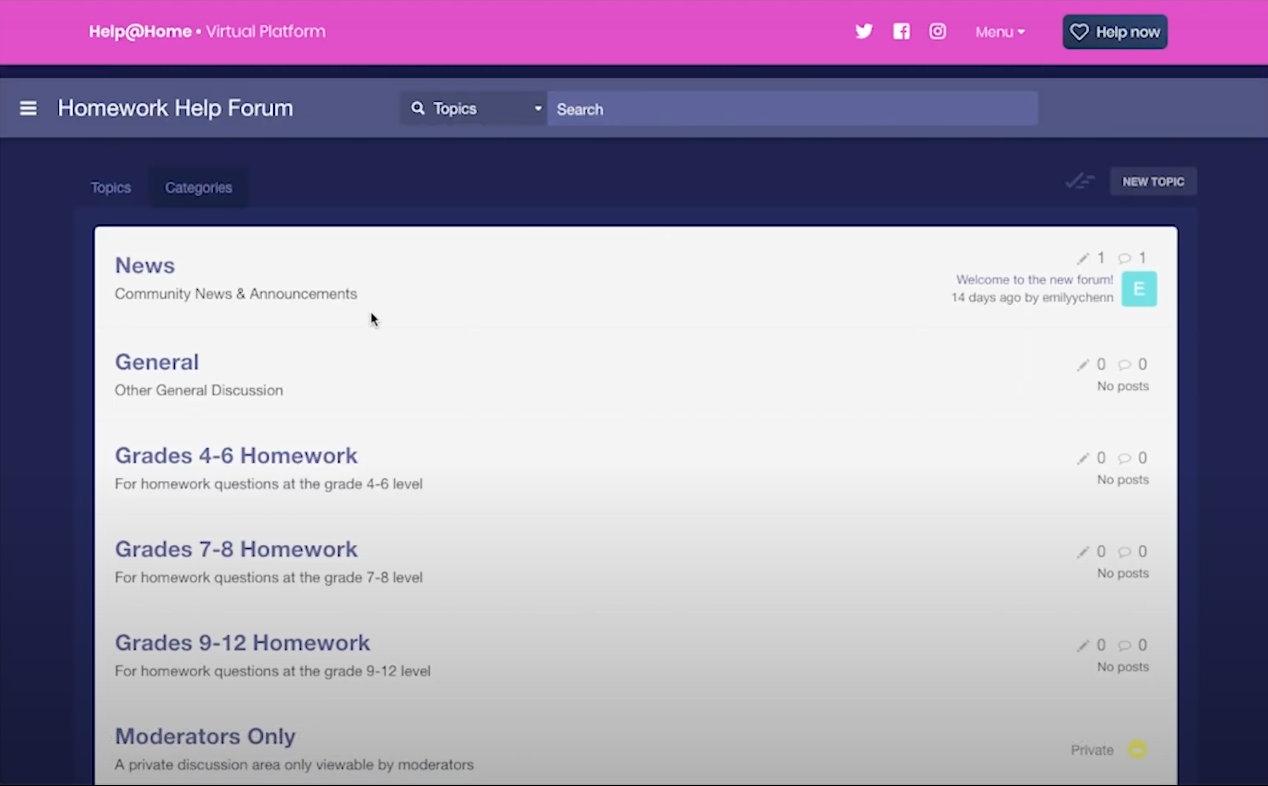 Help@Home • Virtual Platform
Menu
Help now
Homework Help Forum
Topics
Search
Topics
Categories
NEW TOPIC
News
1
1
Community News & Announcements
Welcome to the new forum!
14 days ago by emilyychenn
E
General
0
0
Other General Discussion
No posts
Grades 4-6 Homework
0
0
For homework questions at the grade 4-6 level
No posts
Grades 7-8 Homework
0
0
For homework questions at the grade 7-8 level
No posts
Grades 9-12 Homework
0
0
For homework questions at the grade 9-12 level
No posts
Moderators Only
Private
A private discussion area only viewable by moderators